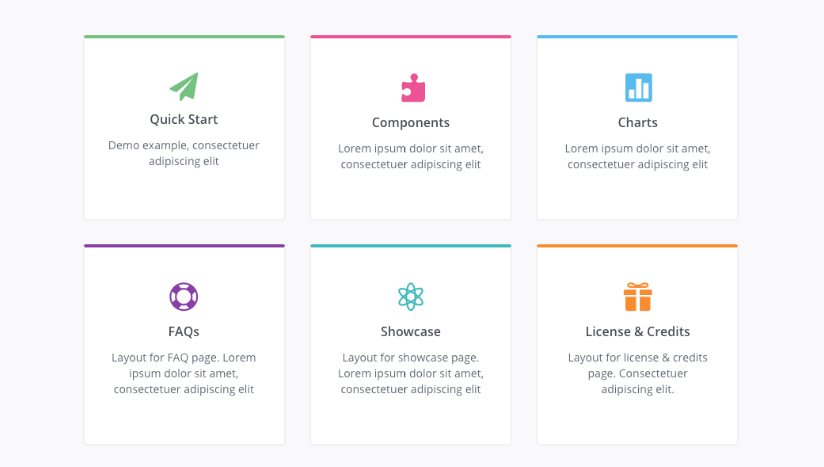 Quick Start
Demo example, consectetuer
adipiscing elit
Components
Lorem ipsum dolor sit amet,
consectetuer adipiscing elit
Charts
Lorem ipsum dolor sit amet,
consectetuer adipiscing elit
FAQs
Layout for FAQ page. Lorem
ipsum dolor sit amet,
consectetuer adipiscing elit
Showcase
Layout for showcase page.
Lorem ipsum dolor sit amet,
consectetuer adipiscing elit
License & Credits
Layout for license & credits
page. Consectetuer
adipiscing elit.